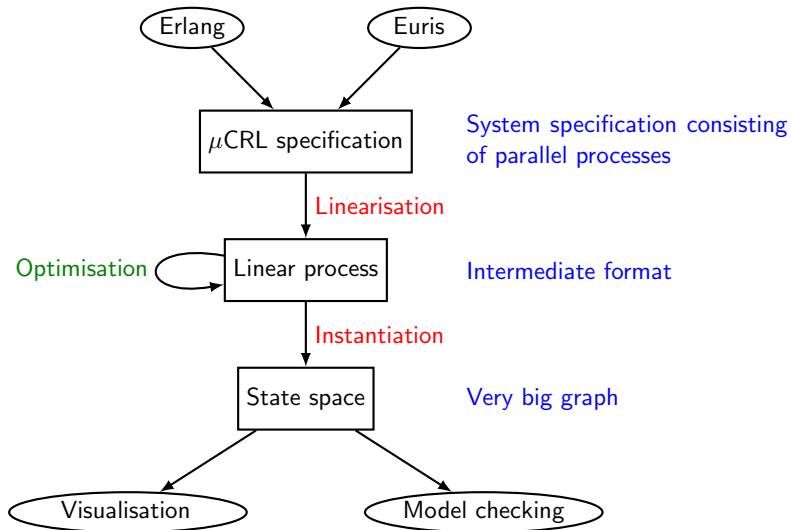 Erlang
Euris
μCRL specification
System specification consisting
of parallel processes
Linearisation
Optimisation
Linear process
Intermediate format
Instantiation
State space
Very big graph
Visualisation
Model checking